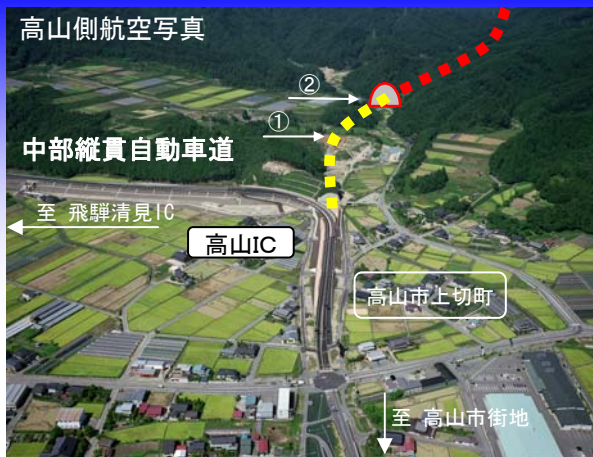 高山側航空写真
②
①
中部縦貫自動車道
至 飛騨清見IC
高山IC
高山市上切町
至 高山市街地